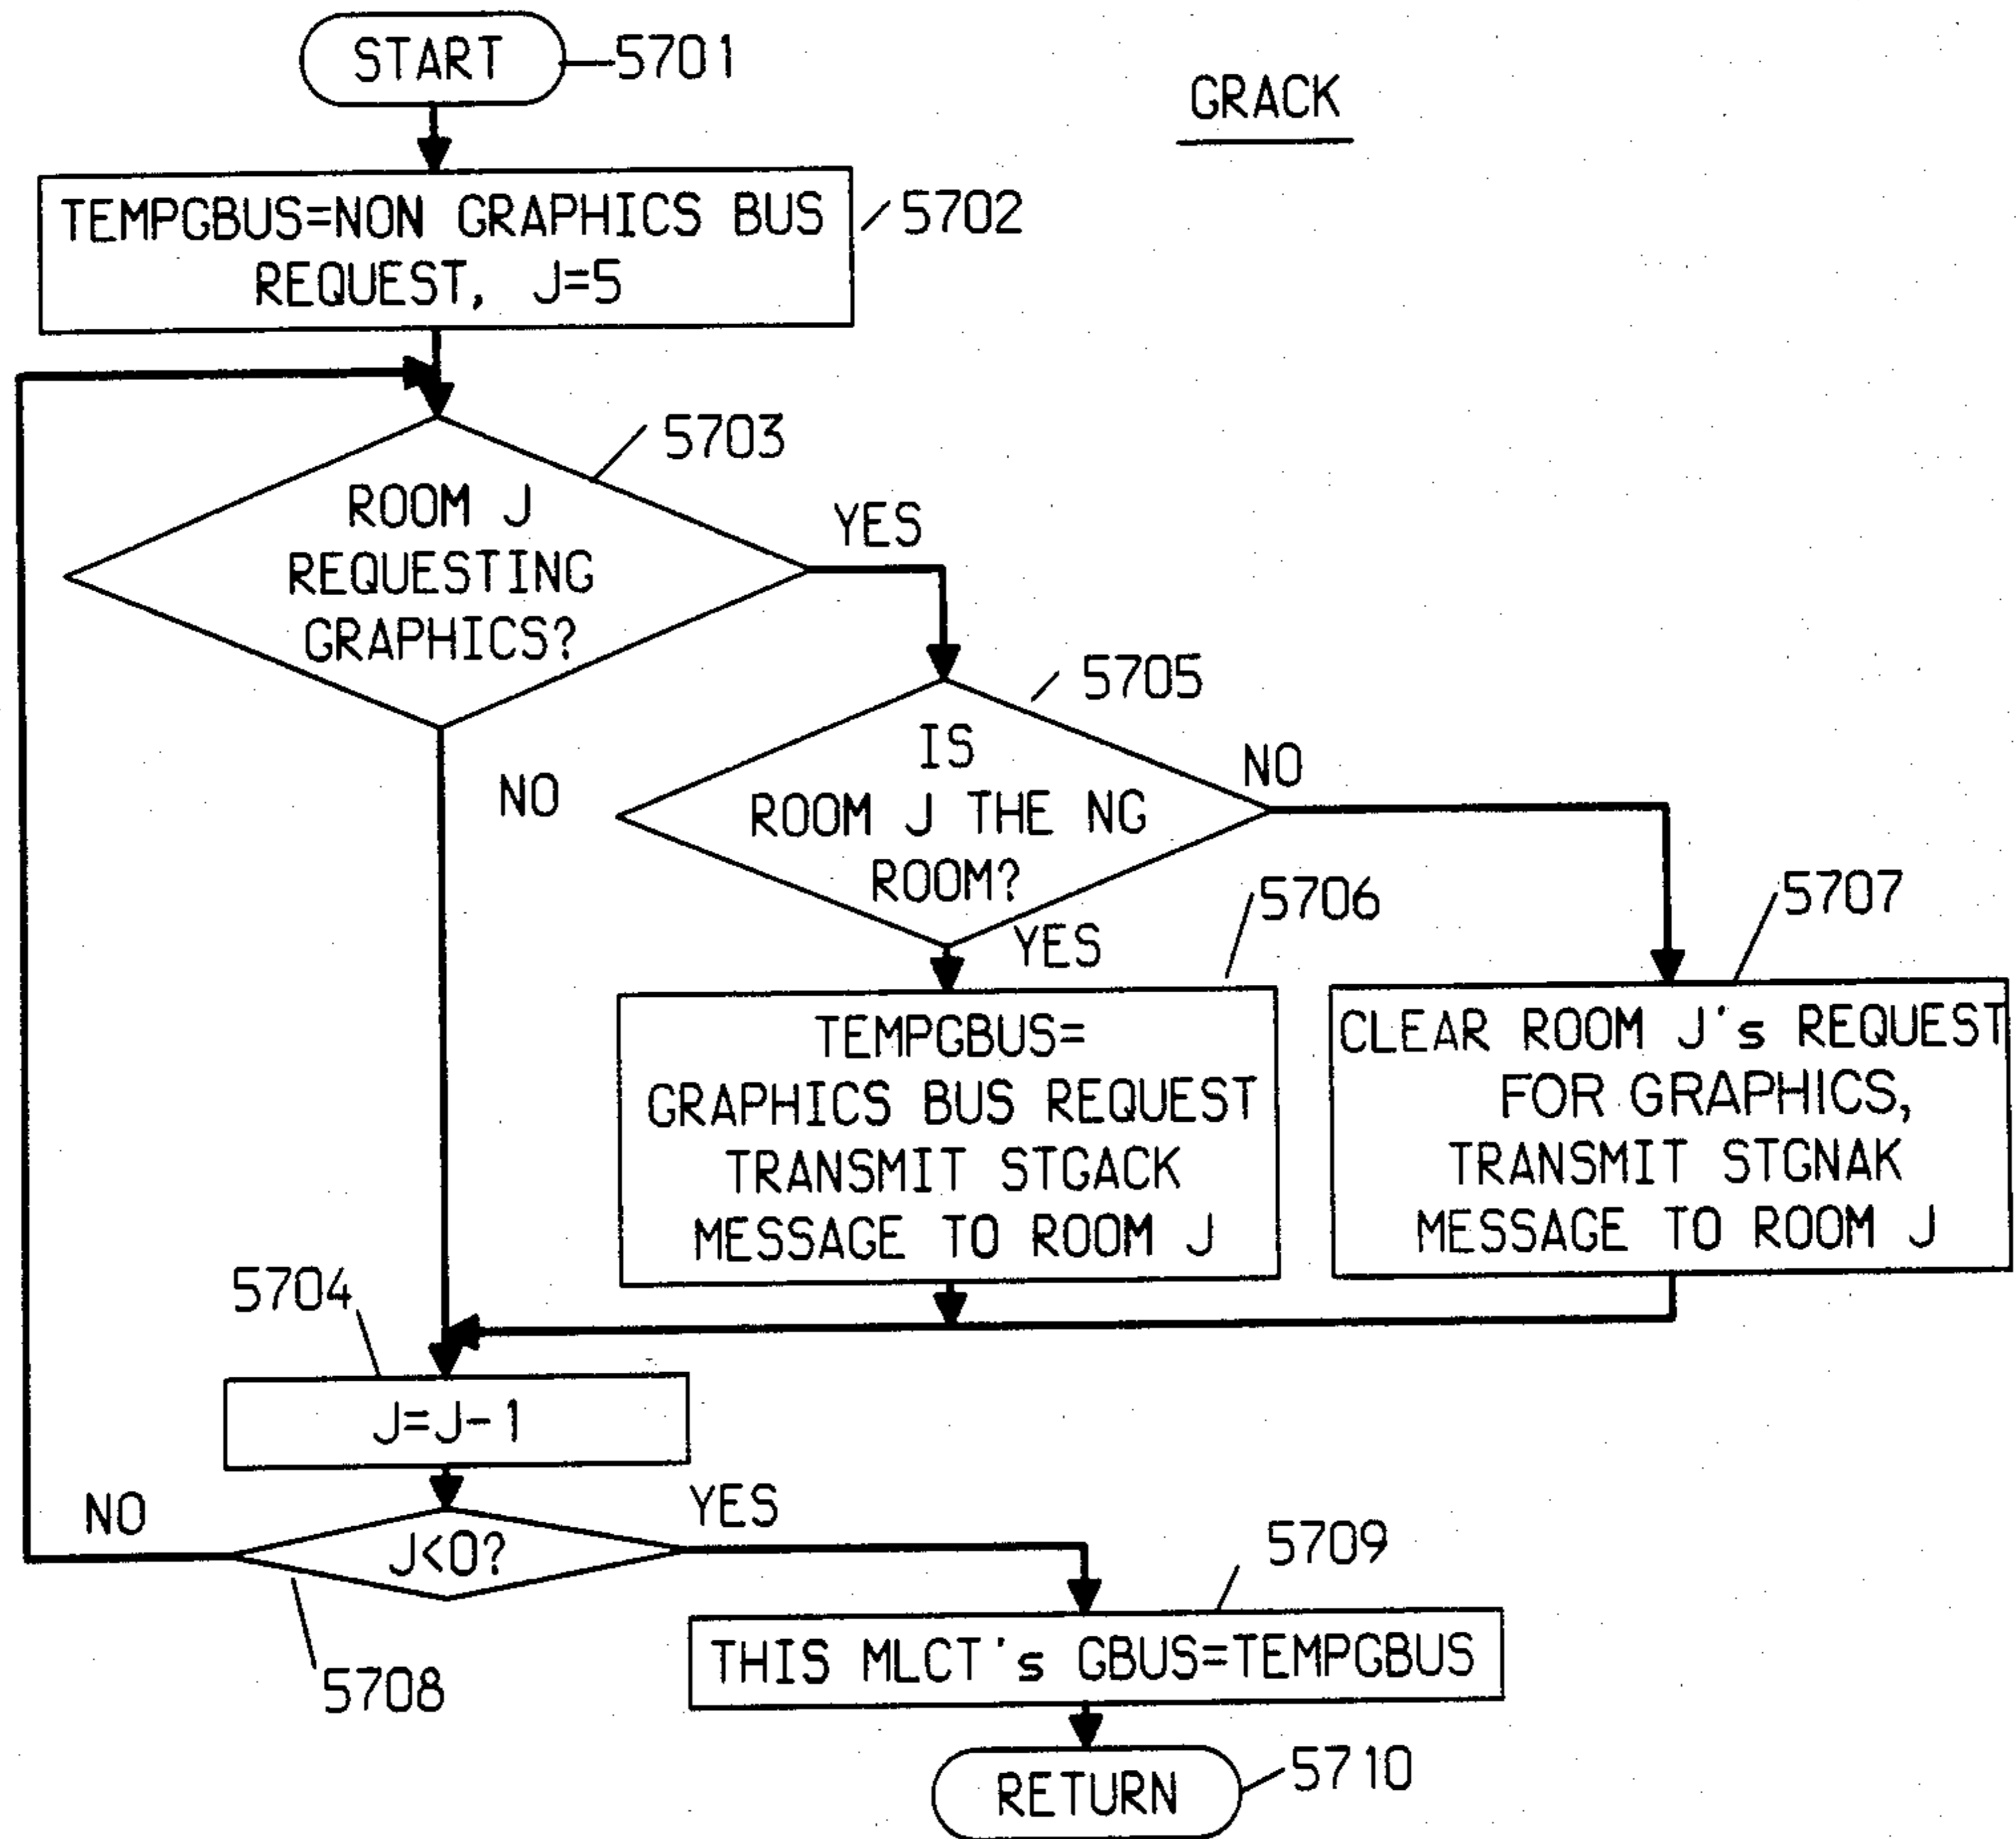 START
5701
GRACK
TEMPGBUS=NON GRAPHICS BUS
REQUEST, J=5
5702
5703
ROOM J
REQUESTING
GRAPHICS?
YES
NO
5705
IS
ROOM J THE NG
ROOM?
NO
YES
5706
5707
TEMPGBUS=
GRAPHICS BUS REQUEST
TRANSMIT STGACK
MESSAGE TO ROOM J
CLEAR ROOM J's REQUEST
FOR GRAPHICS,
TRANSMIT STGNAK
MESSAGE TO ROOM J
5704
J=J-1
NO
J<0?
YES
5708
5709
THIS MLCT's GBUS=TEMPGBUS
RETURN
5710